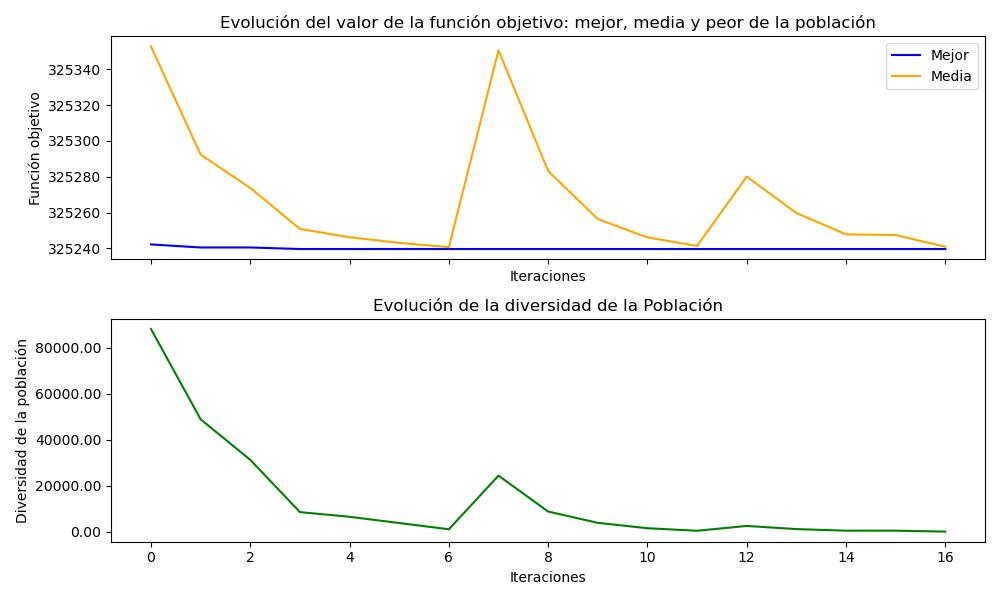 Evolución del valor de la función objetivo: mejor, media y peor de la población
Función objetivo
325340
325320
325300
325280
325260
325240
Mejor
Media
Iteraciones
Evolución de la diversidad de la Población
Diversidad de la población
80000.00
60000.00
40000.00
20000.00
0.00
0 2 4 6 8 10 12 14 16
Iteraciones